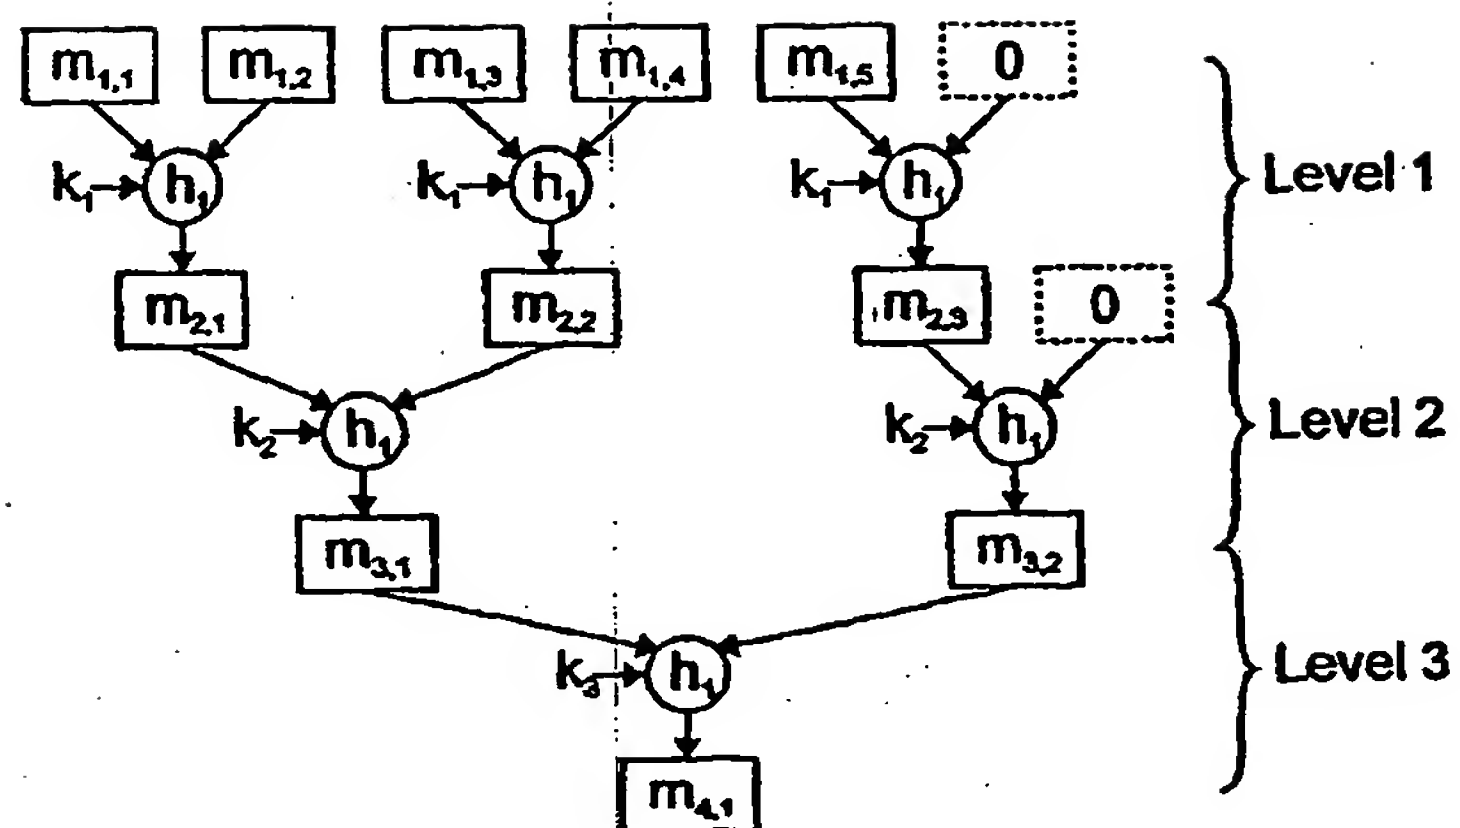 m1,1 m1,2 m1,3 m1,4 m1,5 0
k1 h1 k1 h1 k1 h1 Level 1
m2,1 m2,2 m2,3 0
k2 h1 k2 h1 Level 2
m3,1 m3,2
k3 h1 Level 3
m4,1